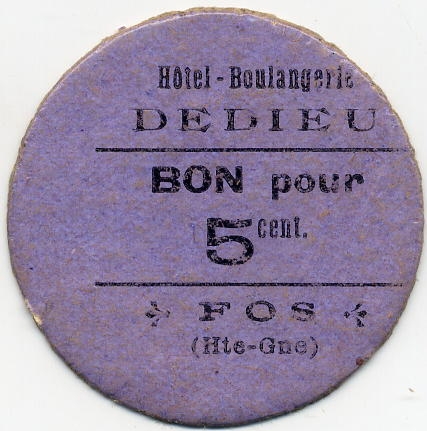 Hôtel - Boulangerie
DEDIEU
BON pour
5 cent.
FOS
(Hte-Gne)